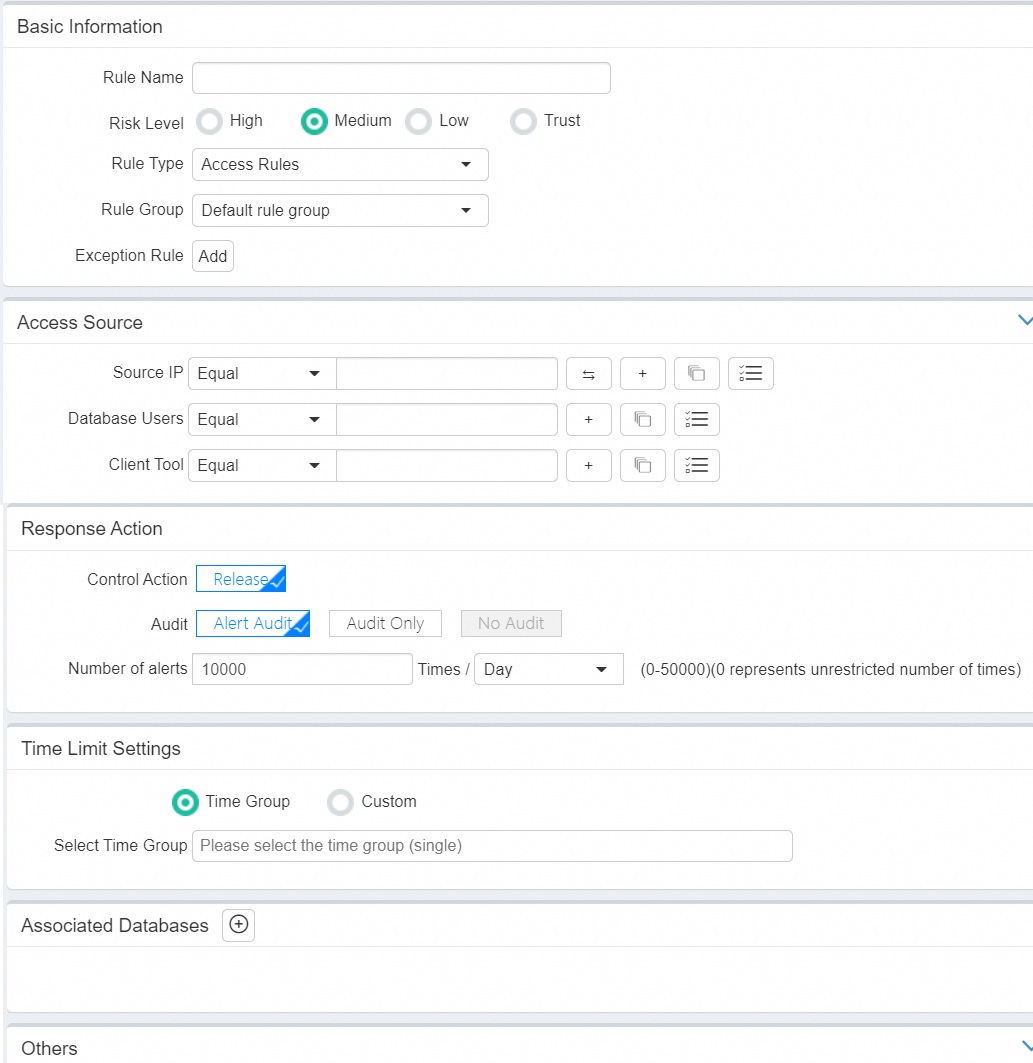 Basic Information
Rule Name
Risk Level High Medium Low Trust
Rule Type Access Rules
Rule Group Default rule group
Exception Rule Add
Access Source
Source IP Equal +
Database Users Equal +
Client Tool Equal +
Response Action
Control Action Release
Audit Alert Audit Audit Only No Audit
Number of alerts 10000 Times / Day (0-50000)(0 represents unrestricted number of times)
Time Limit Settings
Time Group Custom
Select Time Group Please select the time group (single)
Associated Databases
Others